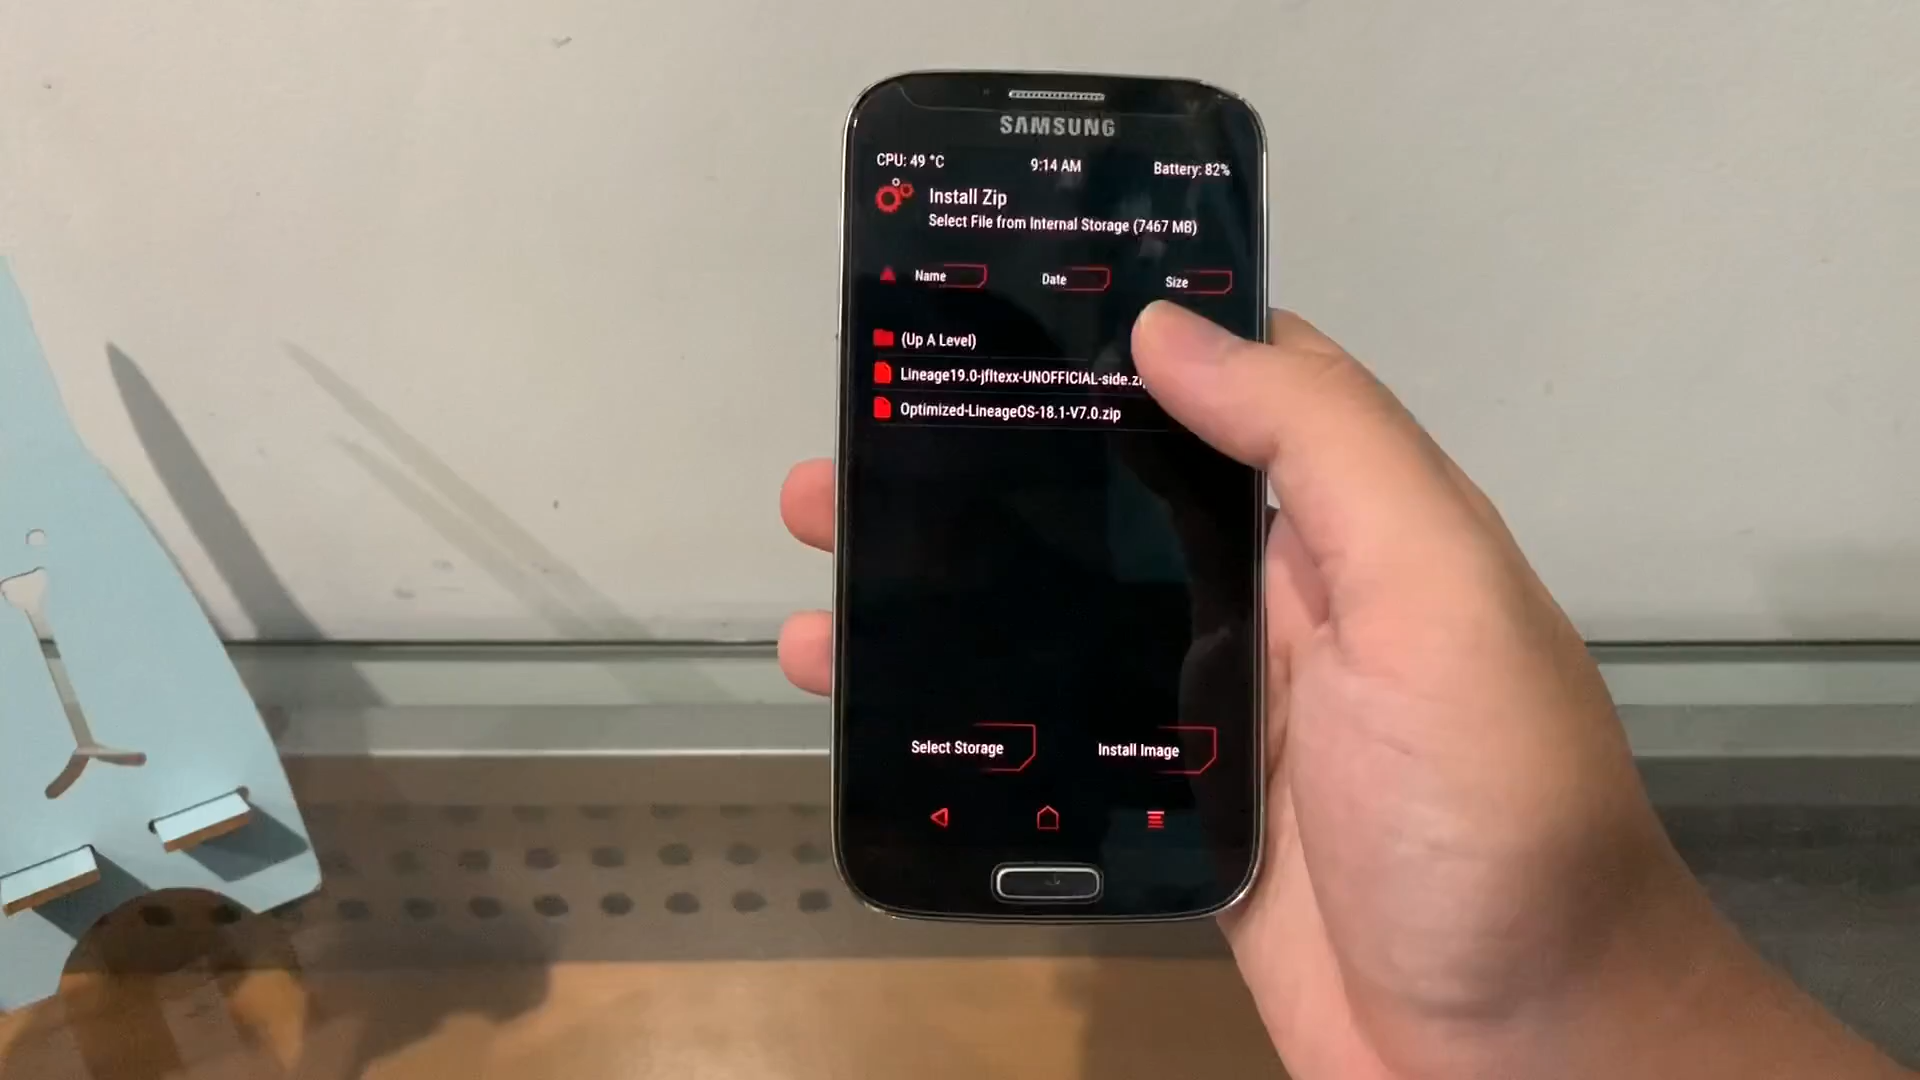 SAMSUNG
CPU: 49 °C 9:14 AM Battery: 82%
Install Zip
Select File from Internal Storage (7467 MB)
Name Date Size
(Up A Level)
Lineage19.0-jfltexx-UNOFFICIAL-side.zip
Optimized-LineageOS-18.1-V7.0.zip
Select Storage Install Image